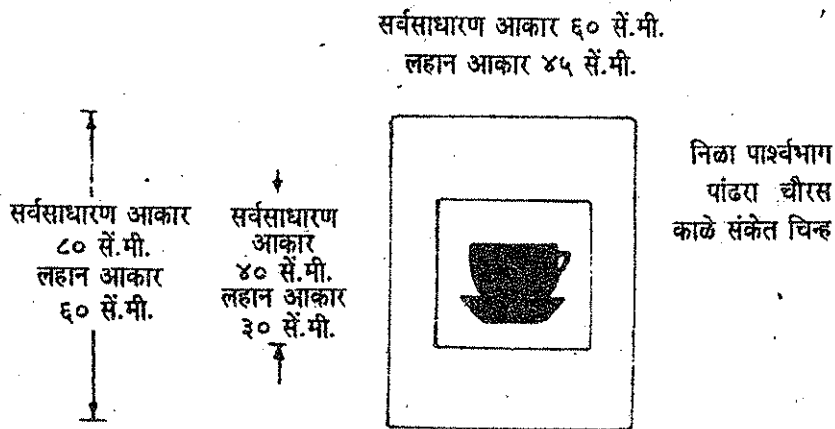 सर्वसाधारण आकार ६० सें.मी.
लहान आकार ४५ सें.मी.
निळा पार्श्वभाग
पांढरा चौरस
काळे संकेत चिन्ह
सर्वसाधारण आकार
८० सें.मी.
लहान आकार
६० सें.मी.
सर्वसाधारण
आकार
४० सें.मी.
लहान आकार
३० सें.मी.